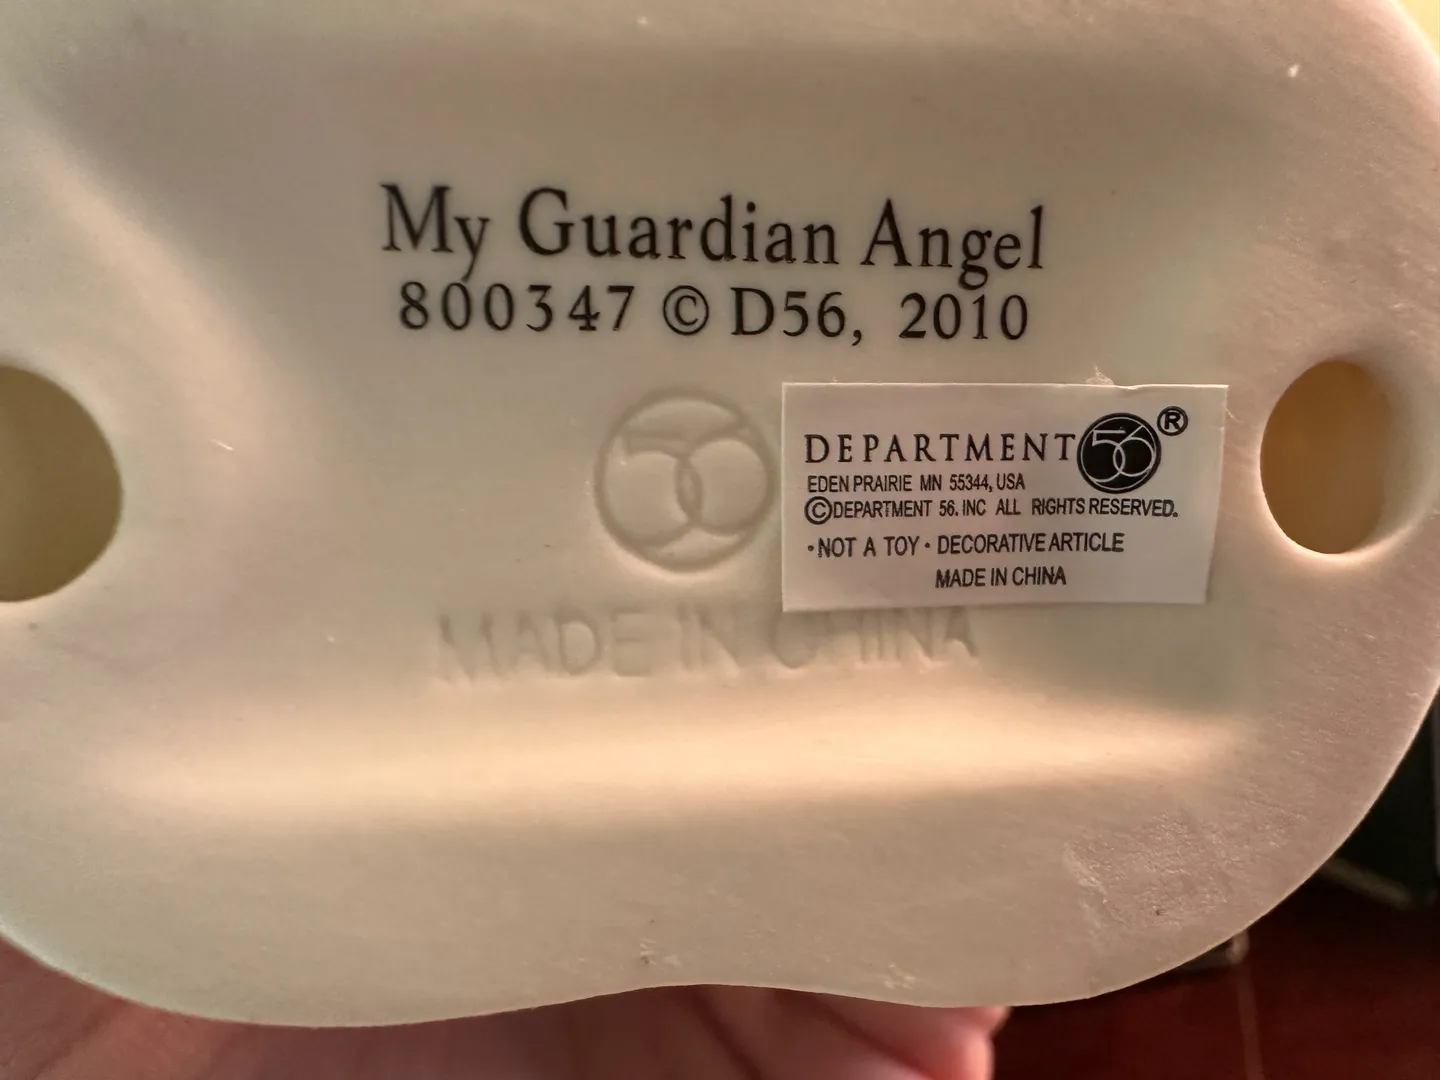 My Guardian Angel
800347 © D56, 2010
56
DEPARTMENT 56®
EDEN PRAIRIE MN 55344, USA
©DEPARTMENT 56. INC ALL RIGHTS RESERVED.
•NOT A TOY• DECORATIVE ARTICLE
MADE IN CHINA
MADE IN CHINA